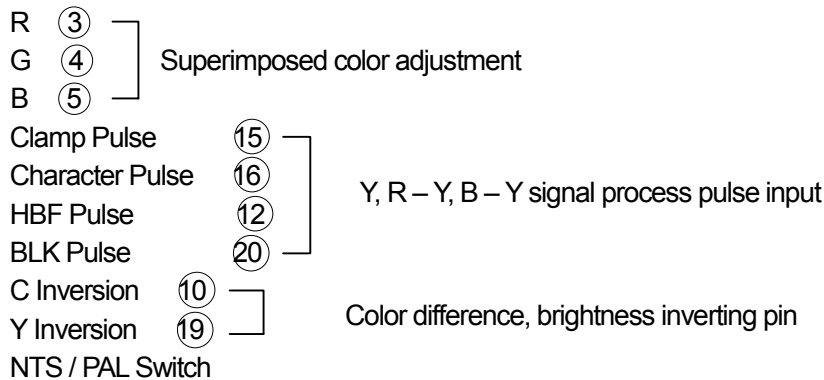 R ③
G ④ Superimposed color adjustment
B ⑤
Clamp Pulse ⑮
Character Pulse ⑯
Y, R – Y, B – Y signal process pulse input
HBF Pulse ⑫
BLK Pulse ⑳
C Inversion ⑩
Color difference, brightness inverting pin
Y Inversion ⑲
NTS / PAL Switch